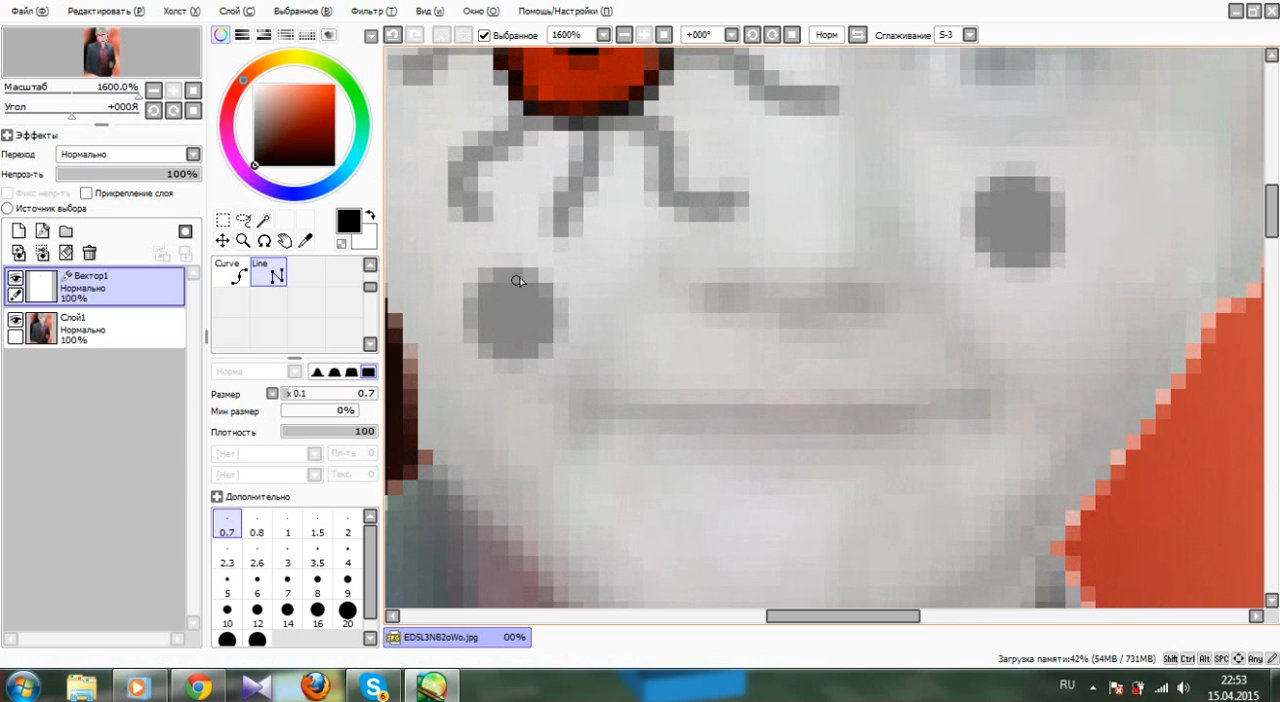 Файл (Ф) Редактировать (Р) Холст (Х) Слой (С) Выбранное (В) Фильтр (Т) Вид (и) Окно (О) Помощь/Настройки (П)
Выбранное 1600% +000° Норм Сглаживание S-3
Масштаб 1600.0%
Угол +000Я
Эффекты
Переход Нормально
Непроз-ть 100%
Фикс непр-ть Прикрепление слоя
Источник выбора
Вектор1
Нормально
100%
Слой1
Нормально
100%
Curve Line
Норма
Размер x 0.1 0.7
Мин размер 0%
Плотность 100
[Нет] Пл-ть 0
[Нет] Текс. 0
Дополнительно
0.7 0.8 1 1.5 2
2.3 2.6 3 3.5 4
5 6 7 8 9
10 12 14 16 20
ED5L3NB2oWo.jpg 00%
Загрузка памяти:42% (54MB / 731MB) Shift Ctrl Alt SPC Any
RU
22:53
15.04.2015